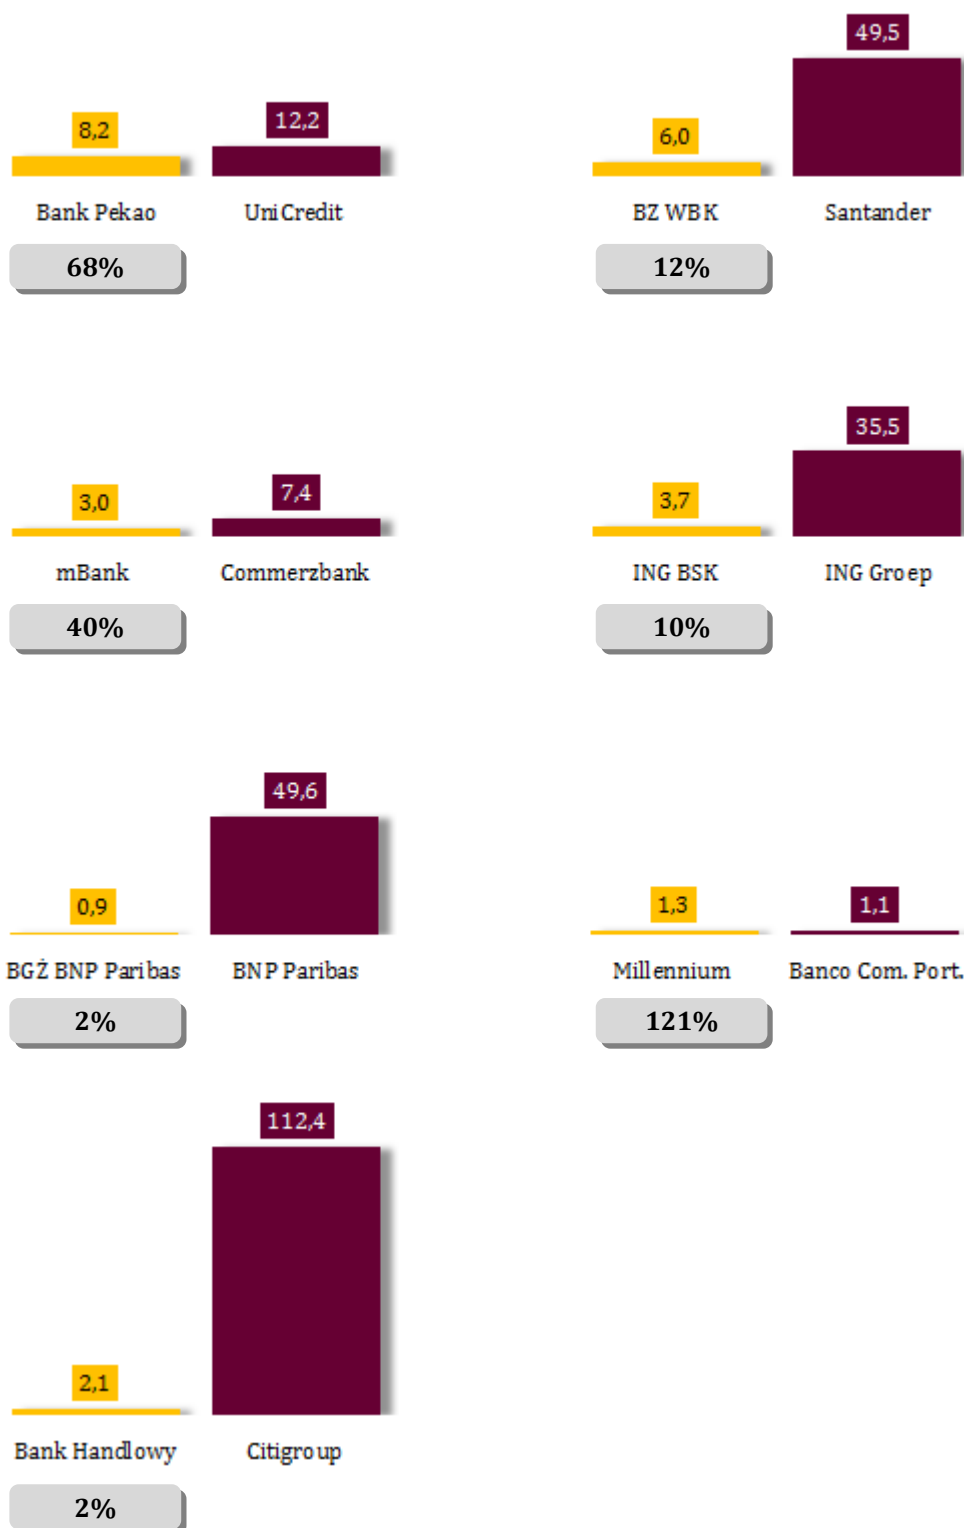 49,5
8,2 12,2 6,0
Bank Pekao UniCredit BZ WBK Santander
68% 12%
35,5
3,0 7,4 3,7
mBank Commerzbank ING BSK ING Groep
40% 10%
49,6
0,9 1,3 1,1
BGŻ BNP Paribas BNP Paribas Millennium Banco Com. Port.
2% 121%
112,4
2,1
Bank Handlowy Citigroup
2%